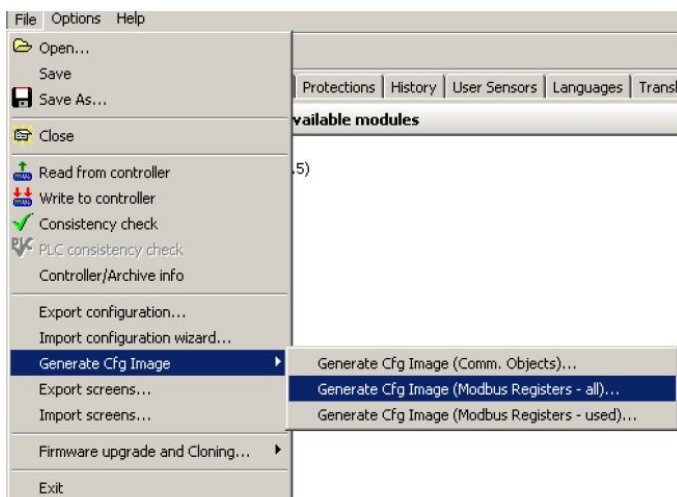 File Options Help
Open...
Save
Save As...
Close
Read from controller
Write to controller
Consistency check
PLC consistency check
Controller/Archive info
Export configuration...
Import configuration wizard...
Generate Cfg Image
Export screens...
Import screens...
Firmware upgrade and Cloning...
Exit
Protections History User Sensors Languages Transl
vailable modules
.5)
Generate Cfg Image (Comm. Objects)...
Generate Cfg Image (Modbus Registers - all)...
Generate Cfg Image (Modbus Registers - used)...